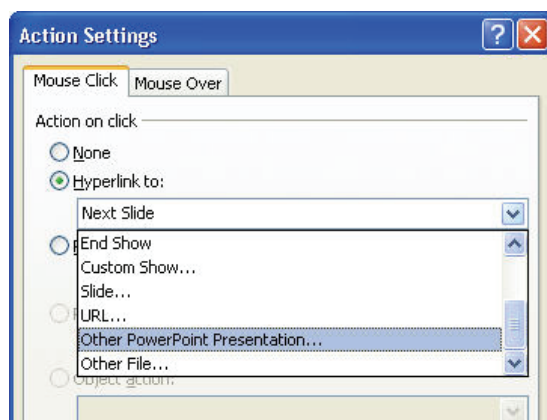 Action Settings
Mouse Click Mouse Over
Action on click
None
Hyperlink to:
Next Slide
End Show
Custom Show...
Slide...
URL...
Other PowerPoint Presentation...
Other File...
Object action: